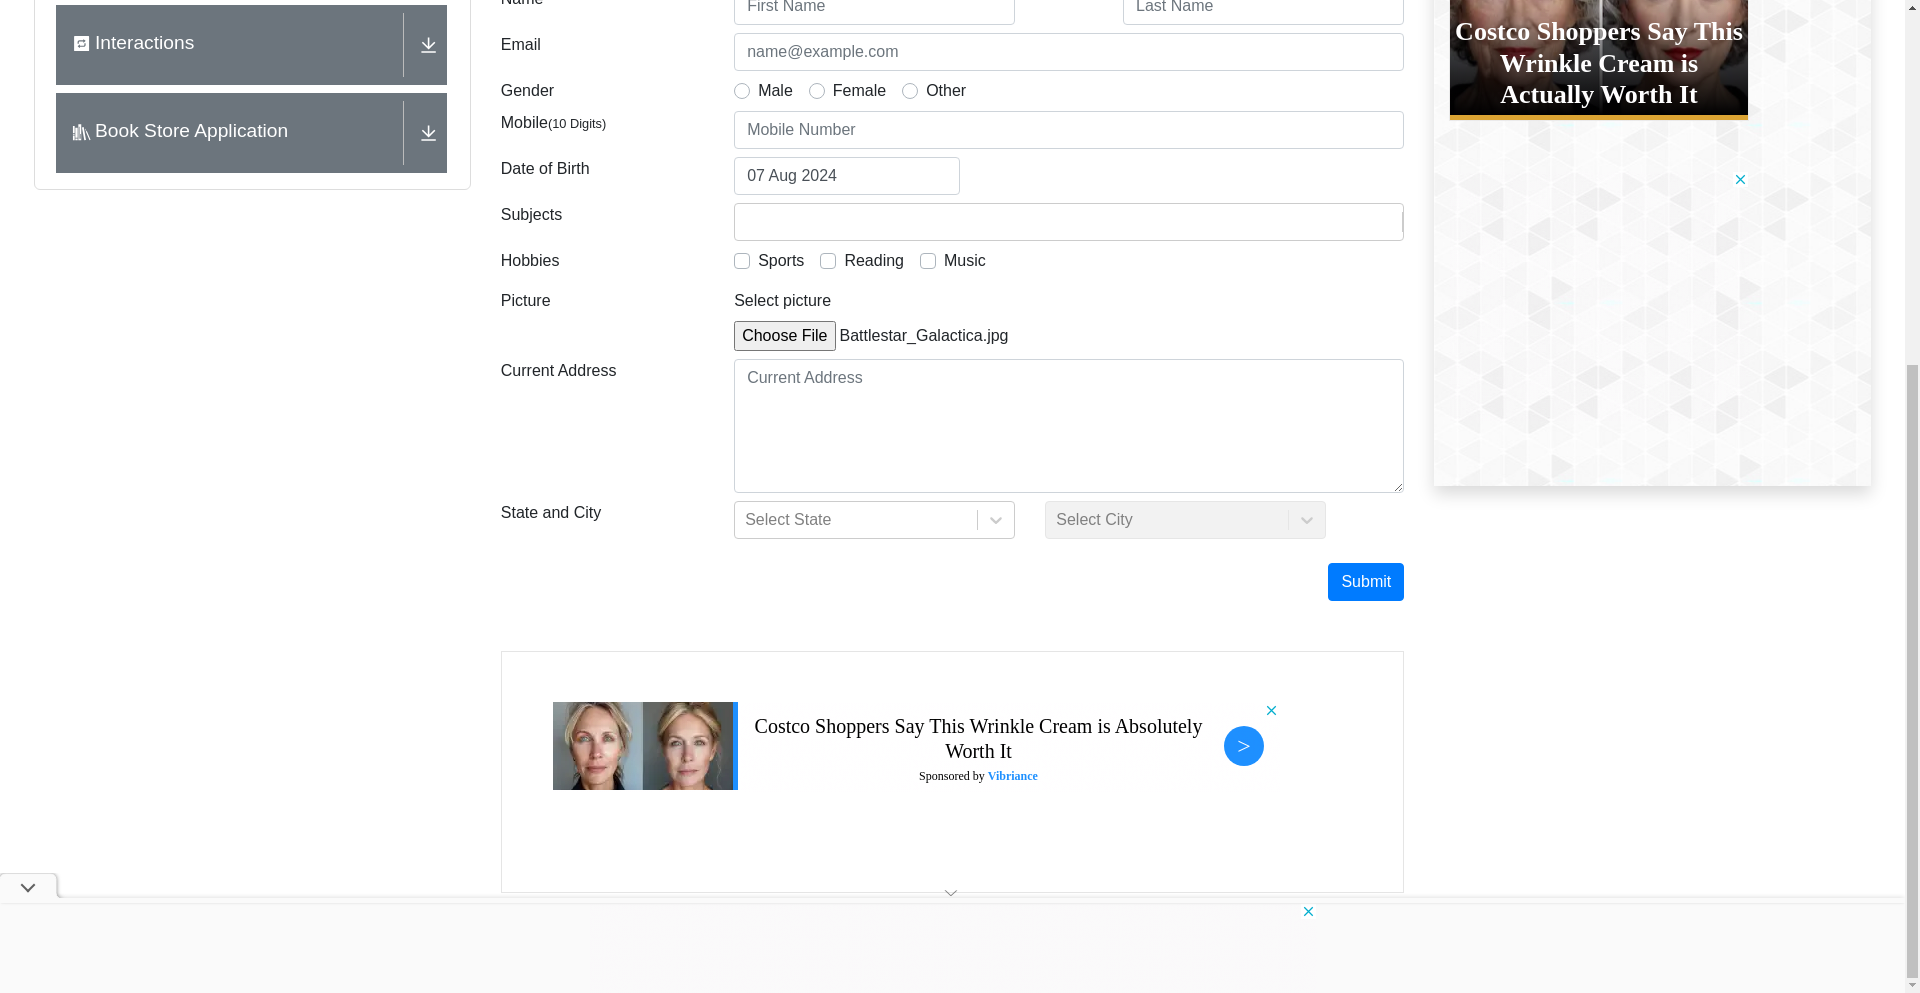 Name
First Name
Last Name
Interactions
Email
name@example.com
Gender
Male
Female
Other
Book Store Application
Mobile(10 Digits)
Mobile Number
Date of Birth
07 Aug 2024
Subjects
Hobbies
Sports
Reading
Music
Picture
Select picture
Choose File Battlestar_Galactica.jpg
Current Address
Current Address
State and City
Select State
Select City
Submit
Costco Shoppers Say This
Wrinkle Cream is
Actually Worth It
Costco Shoppers Say This Wrinkle Cream is Absolutely
Worth It
Sponsored by Vibriance
>